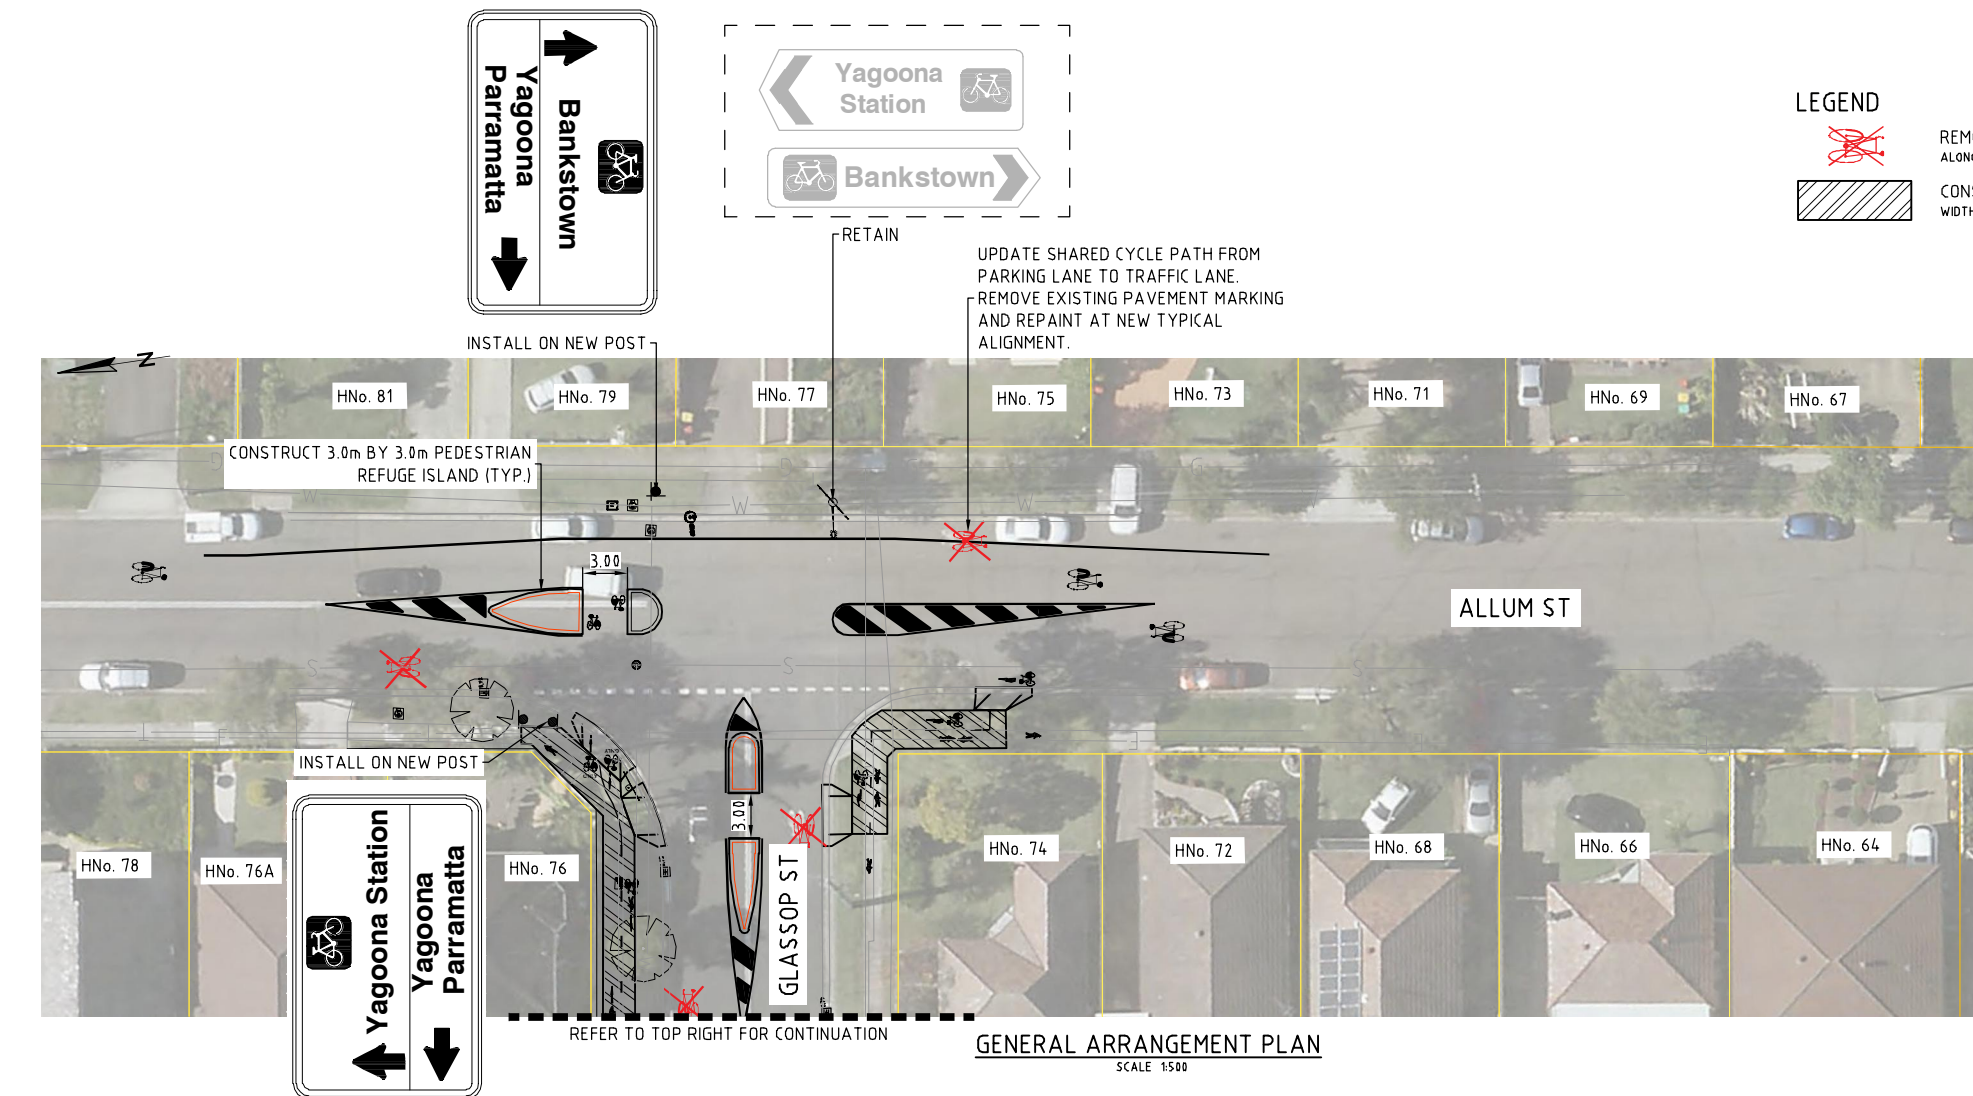 Bankstown
Yagoona
Parramatta
Yagoona
Station
Bankstown
LEGEND
RETAIN
UPDATE SHARED CYCLE PATH FROM
PARKING LANE TO TRAFFIC LANE.
REMOVE EXISTING PAVEMENT MARKING
AND REPAINT AT NEW TYPICAL
ALIGNMENT.
INSTALL ON NEW POST
N
HNo. 81
HNo. 79
HNo. 77
HNo. 75
HNo. 73
HNo. 71
HNo. 69
HNo. 67
CONSTRUCT 3.0m BY 3.0m PEDESTRIAN
REFUGE ISLAND (TYP.)
W
W
W
G
3.00
ALLUM ST
S
S
S
INSTALL ON NEW POST
3.00
GLASSOP ST
HNo. 78
HNo. 76A
HNo. 76
HNo. 74
HNo. 72
HNo. 68
HNo. 66
HNo. 64
Yagoona Station
Yagoona
Parramatta
REFER TO TOP RIGHT FOR CONTINUATION
GENERAL ARRANGEMENT PLAN
SCALE 1:500